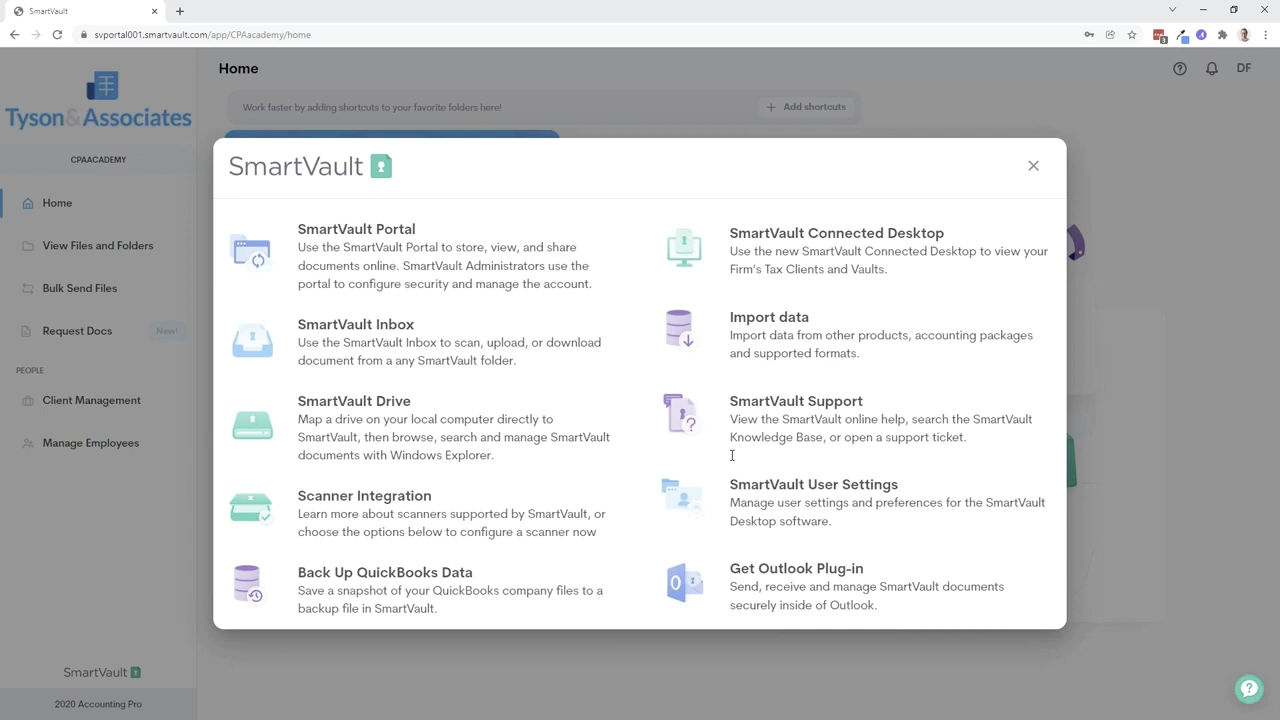 SmartVault
svportal001.smartvault.com/app/CPAacademy/home
3
Tyson&Associates
CPAACADEMY
Home
View Files and Folders
Bulk Send Files
Request Docs
New!
PEOPLE
Client Management
Manage Employees
SmartVault
2020 Accounting Pro
Home
DF
Work faster by adding shortcuts to your favorite folders here!
+ Add shortcuts
SmartVault
SmartVault Portal
Use the SmartVault Portal to store, view, and share
documents online. SmartVault Administrators use the
portal to configure security and manage the account.
SmartVault Inbox
Use the SmartVault Inbox to scan, upload, or download
document from a any SmartVault folder.
SmartVault Drive
Map a drive on your local computer directly to
SmartVault, then browse, search and manage SmartVault
documents with Windows Explorer.
Scanner Integration
Learn more about scanners supported by SmartVault, or
choose the options below to configure a scanner now
Back Up QuickBooks Data
Save a snapshot of your QuickBooks company files to a
backup file in SmartVault.
SmartVault Connected Desktop
Use the new SmartVault Connected Desktop to view your
Firm's Tax Clients and Vaults.
Import data
Import data from other products, accounting packages
and supported formats.
SmartVault Support
View the SmartVault online help, search the SmartVault
Knowledge Base, or open a support ticket.
SmartVault User Settings
Manage user settings and preferences for the SmartVault
Desktop software.
Get Outlook Plug-in
Send, receive and manage SmartVault documents
securely inside of Outlook.